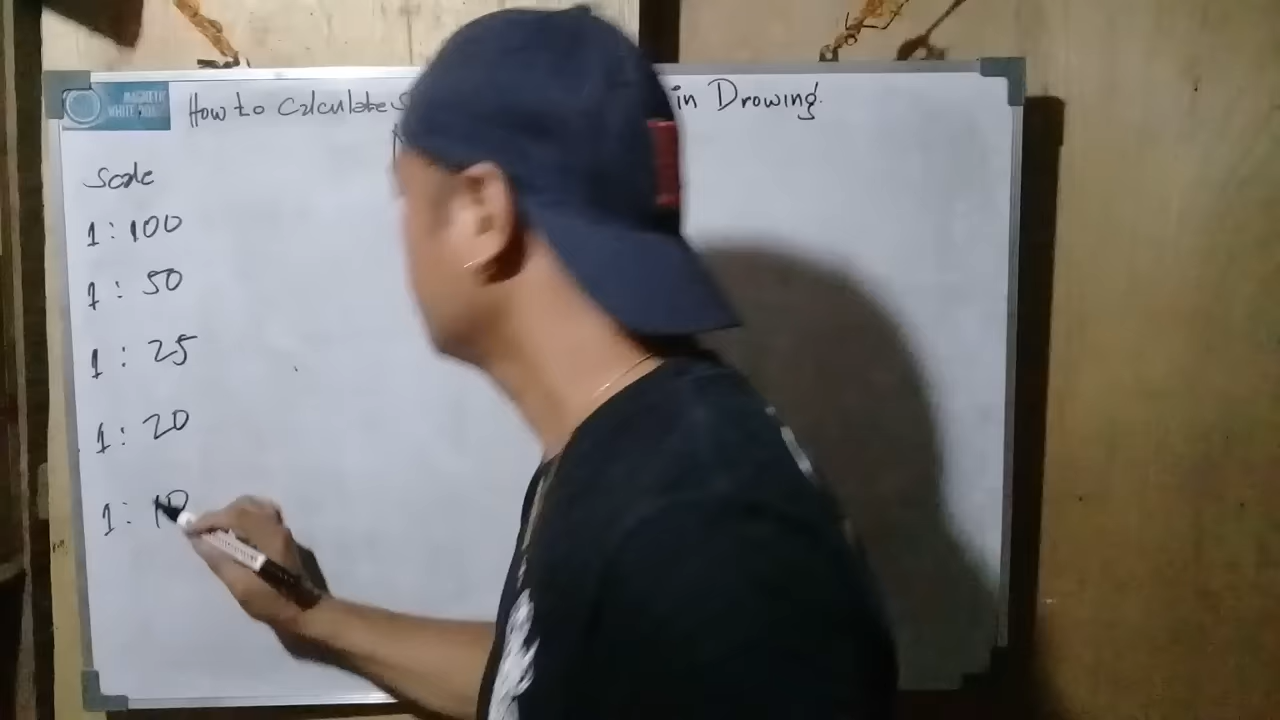 MAGNETIC
WHITE BOARD
How to Calculate S in Drowing.
Scale
1 : 100
1 : 50
1 : 25
1 : 20
1 : 10